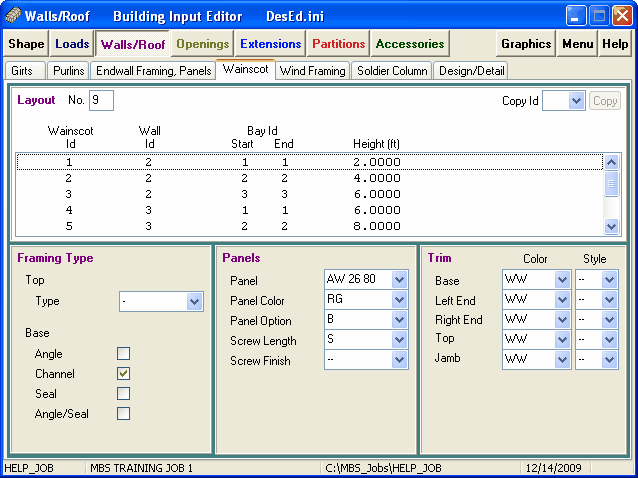 Walls/Roof Building Input Editor DesEd.ini
Shape Loads Walls/Roof Openings Extensions Partitions Accessories Graphics Menu Help
Girts Purlins Endwall Framing, Panels Wainscot Wind Framing Soldier Column Design/Detail
Layout No. 9 Copy Id Copy
Wainscot Wall Bay Id
Id Id Start End Height (ft)
1 2 1 1 2.0000
2 2 2 2 4.0000
3 2 3 3 6.0000
4 3 1 1 6.0000
5 3 2 2 8.0000
Framing Type
Top
Type -
Base
Angle
Channel
Seal
Angle/Seal
Panels
Panel AW 26 80
Panel Color RG
Panel Option B
Screw Length S
Screw Finish --
Trim Color Style
Base WW --
Left End WW --
Right End WW --
Top WW --
Jamb WW --
HELP_JOB MBS TRAINING JOB 1 C:\MBS_Jobs\HELP_JOB 12/14/2009